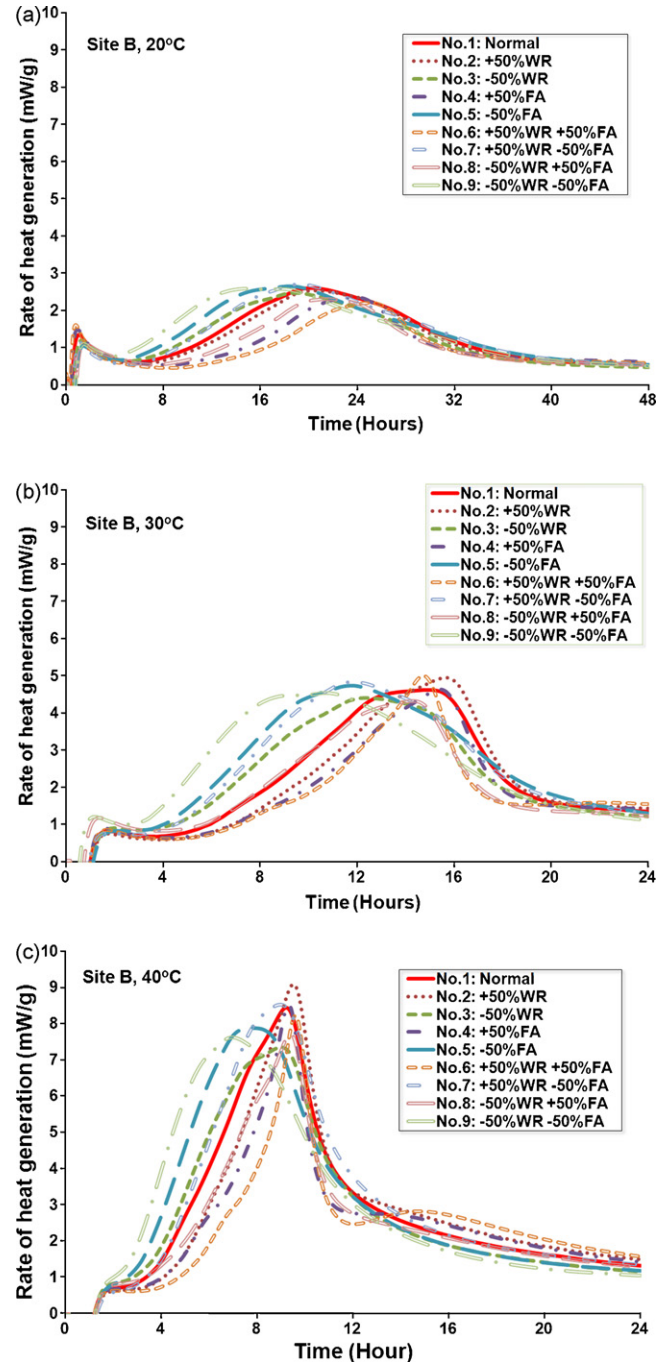 (a)
Site B, 20°C
No.1: Normal
No.2: +50%WR
No.3: -50%WR
No.4: +50%FA
No.5: -50%FA
No.6: +50%WR +50%FA
No.7: +50%WR -50%FA
No.8: -50%WR +50%FA
No.9: -50%WR -50%FA
Rate of heat generation (mW/g)
10
9
8
7
6
5
4
3
2
1
0
0 8 16 24 32 40 48
Time (Hours)
(b)
Site B, 30°C
No.1: Normal
No.2: +50%WR
No.3: -50%WR
No.4: +50%FA
No.5: -50%FA
No.6: +50%WR +50%FA
No.7: +50%WR -50%FA
No.8: -50%WR +50%FA
No.9: -50%WR -50%FA
Rate of heat generation (mW/g)
10
9
8
7
6
5
4
3
2
1
0
0 4 8 12 16 20 24
Time (Hours)
(c)
Site B, 40°C
No.1: Normal
No.2: +50%WR
No.3: -50%WR
No.4: +50%FA
No.5: -50%FA
No.6: +50%WR +50%FA
No.7: +50%WR -50%FA
No.8: -50%WR +50%FA
No.9: -50%WR -50%FA
Rate of heat generation (mW/g)
10
9
8
7
6
5
4
3
2
1
0
0 4 8 12 16 20 24
Time (Hour)